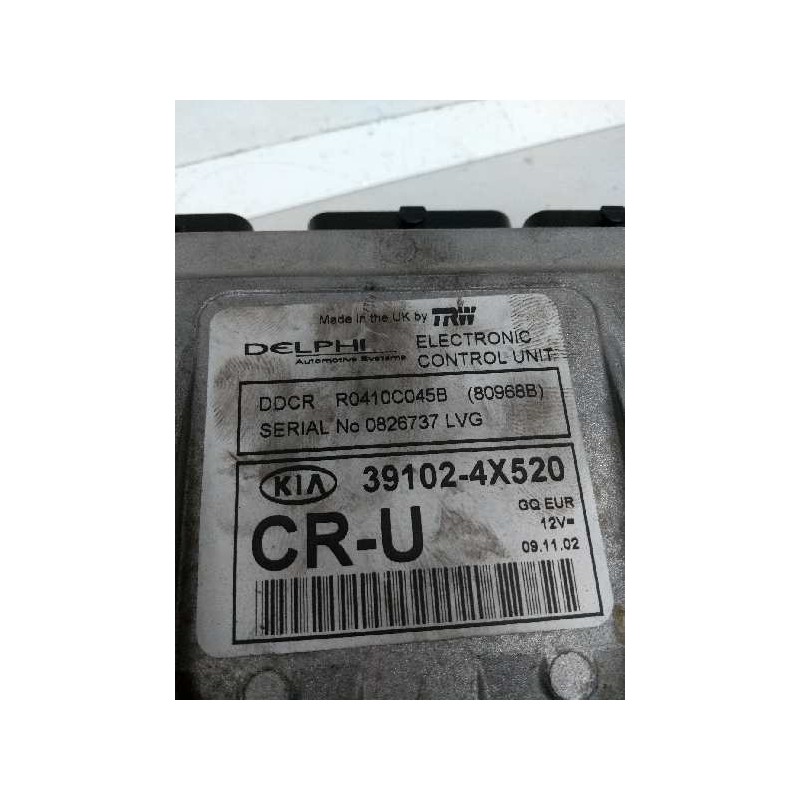 Made in the UK by TRW
DELPHI
Automotive Systems
ELECTRONIC
CONTROL UNIT
DDCR R0410C045B (80968B)
SERIAL No 0826737 LVG
KIA 39102-4X520
CR-U
GQ EUR
12V=
09.11.02